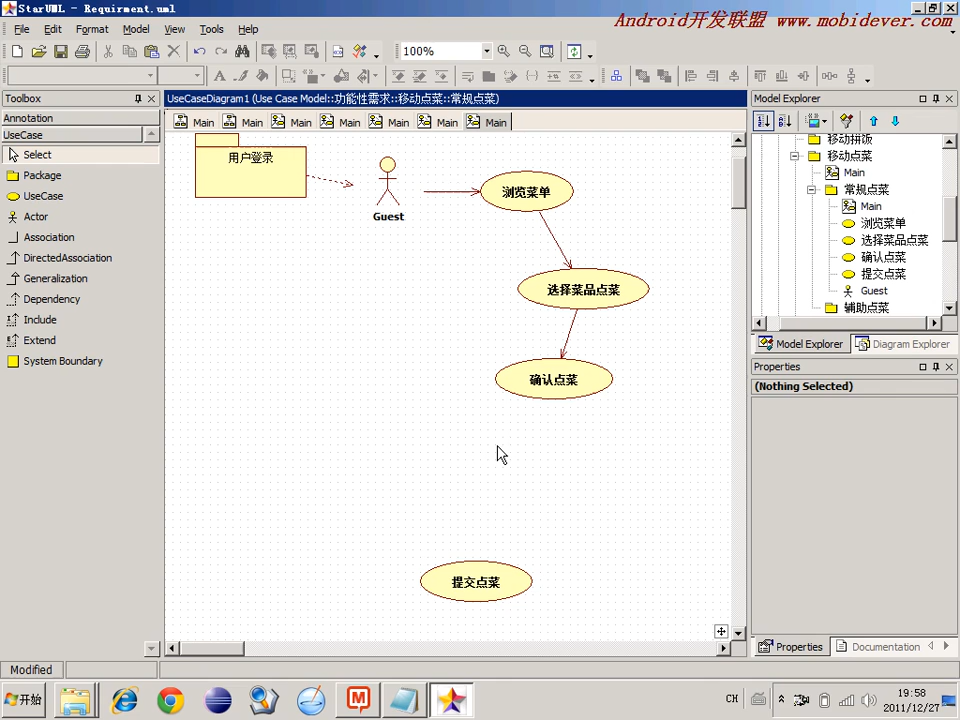 StarUML - Requirment.uml
Android开发联盟 www.mobidever.com
File Edit Format Model View Tools Help
100%
Toolbox
UseCaseDiagram1 (Use Case Model::功能性需求::移动点菜::常规点菜)
Model Explorer
Annotation
UseCase
Main Main Main Main Main Main Main
Select
Package
UseCase
Actor
Association
DirectedAssociation
Generalization
Dependency
Include
Extend
System Boundary
用户登录
Guest
浏览菜单
选择菜品点菜
确认点菜
提交点菜
移动拼饭
移动点菜
Main
常规点菜
Main
浏览菜单
选择菜品点菜
确认点菜
提交点菜
Guest
辅助点菜
Model Explorer Diagram Explorer
Properties
(Nothing Selected)
Properties Documentation
Modified
开始
CH
19:58
2011/12/27